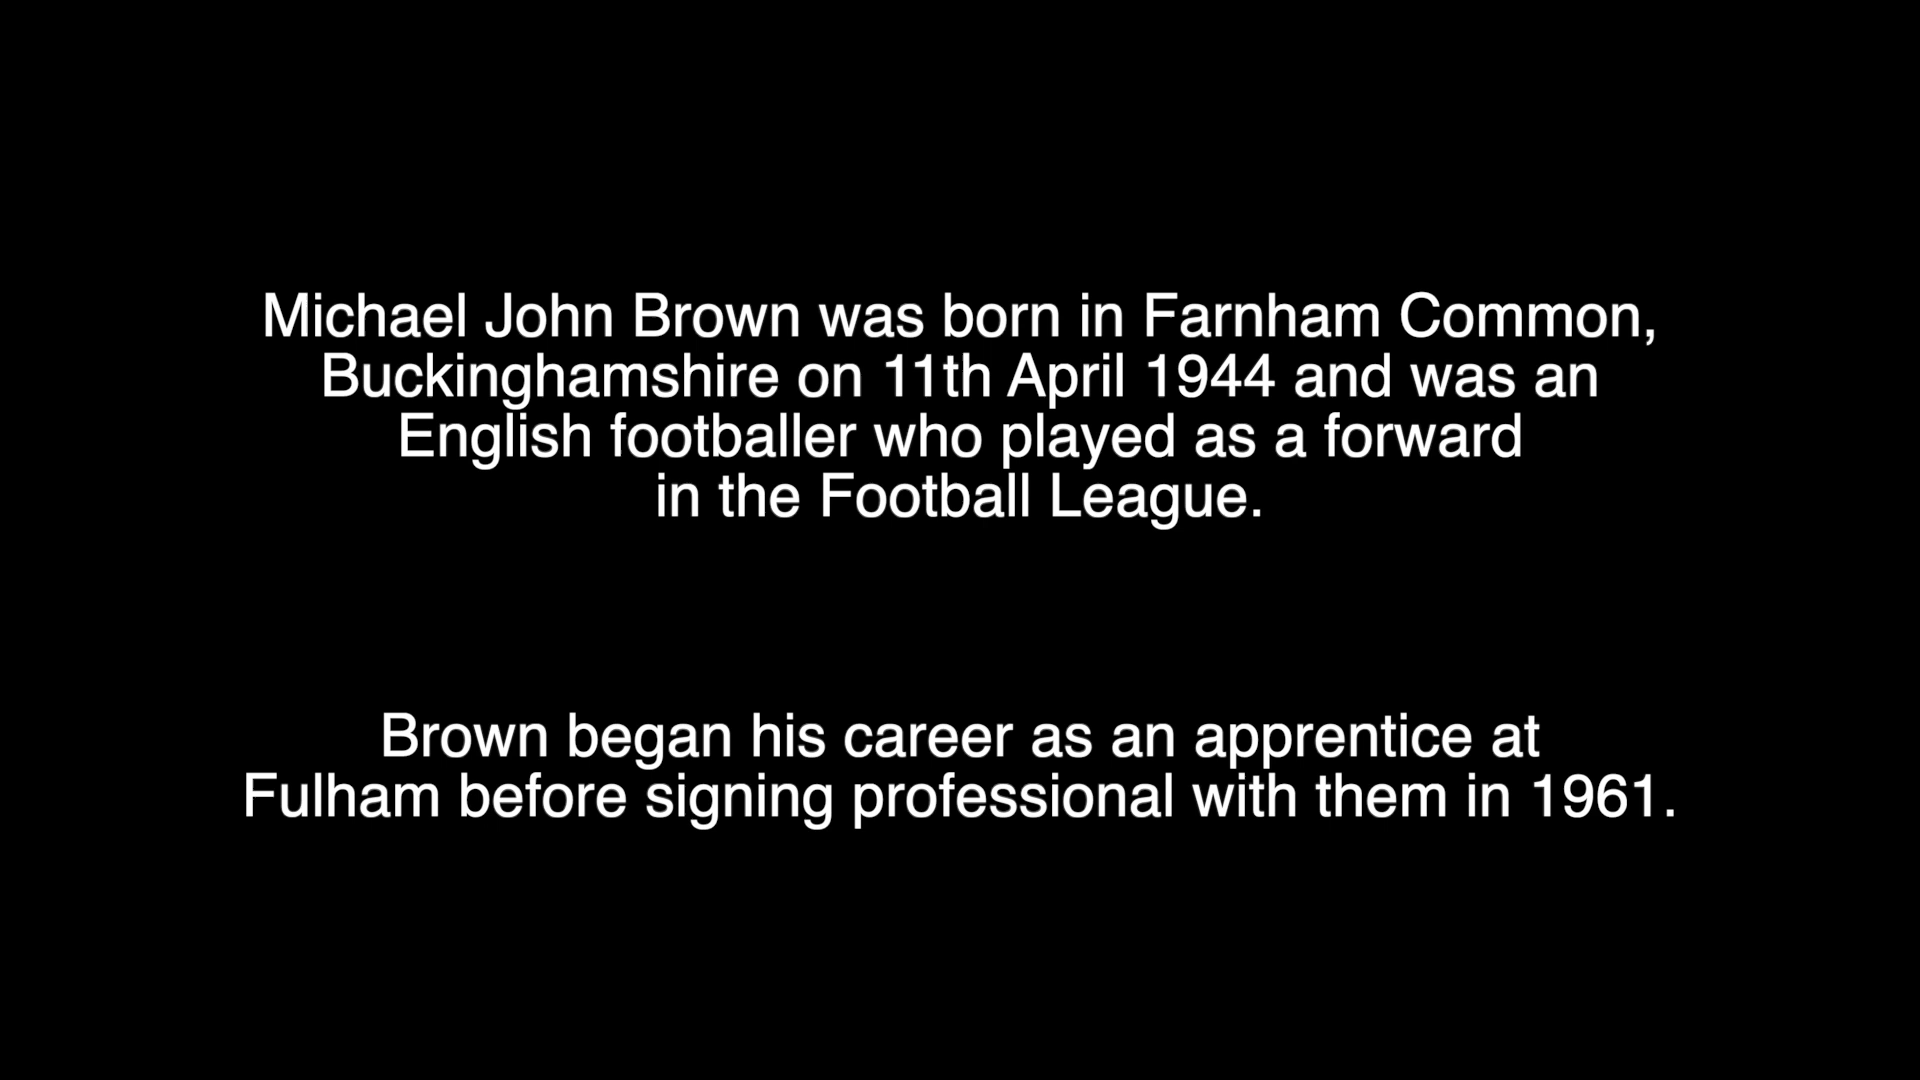 Michael John Brown was born in Farnham Common,
Buckinghamshire on 11th April 1944 and was an
English footballer who played as a forward
in the Football League.
Brown began his career as an apprentice at
Fulham before signing professional with them in 1961.